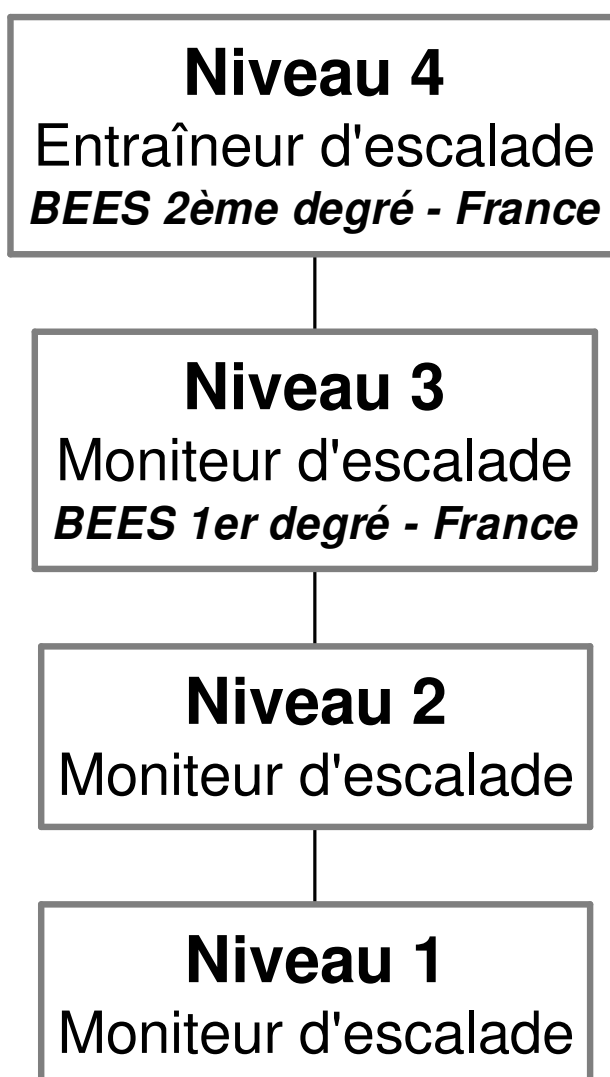 Niveau 4
Entraîneur d'escalade
BEES 2ème degré - France
Niveau 3
Moniteur d'escalade
BEES 1er degré - France
Niveau 2
Moniteur d'escalade
Niveau 1
Moniteur d'escalade